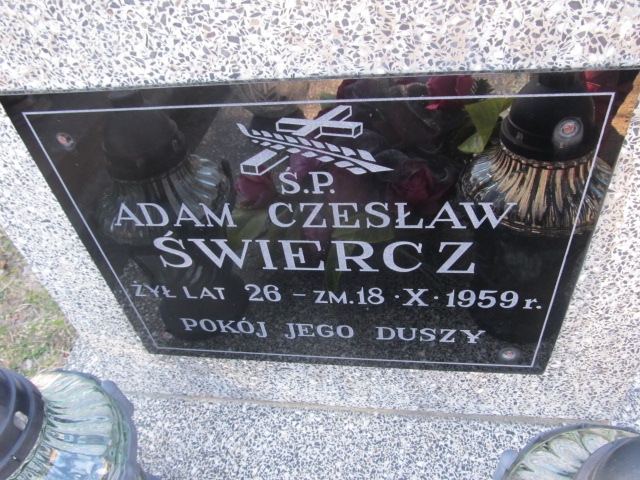 Ś.P.
ADAM CZESŁAW
ŚWIERCZ
ŻYŁ LAT 26 – ZM. 18 · X · 1959 r.
POKÓJ JEGO DUSZY